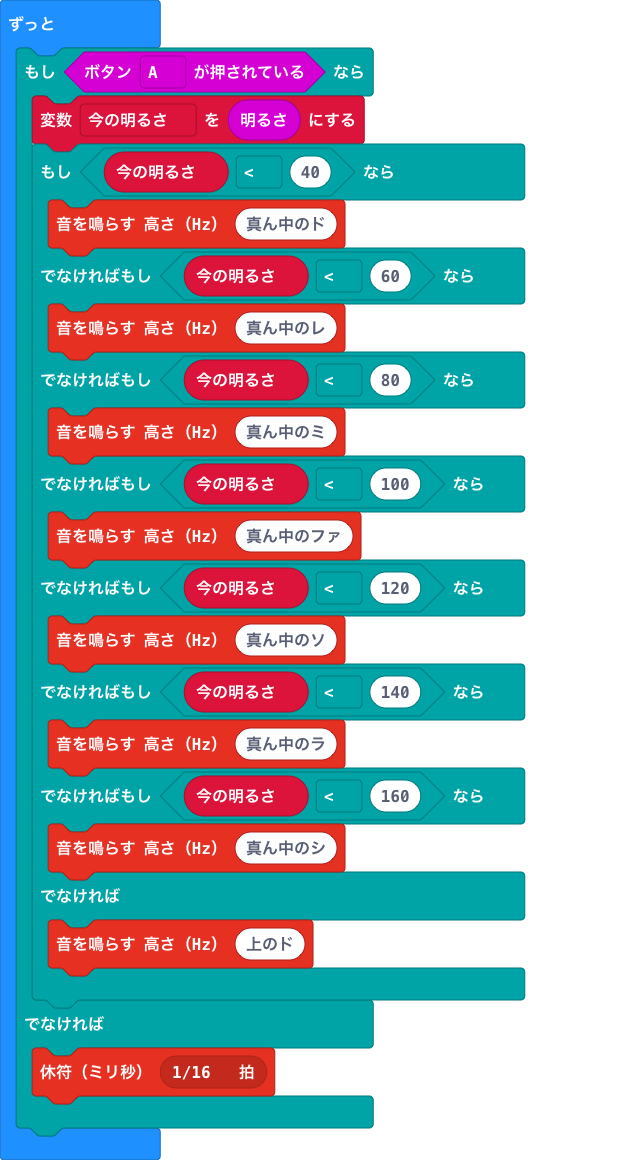 ずっと
もし ボタン A が押されている なら
変数 今の明るさ を 明るさ にする
もし 今の明るさ < 40 なら
音を鳴らす 高さ（Hz） 真ん中のド
でなければもし 今の明るさ < 60 なら
音を鳴らす 高さ（Hz） 真ん中のレ
でなければもし 今の明るさ < 80 なら
音を鳴らす 高さ（Hz） 真ん中のミ
でなければもし 今の明るさ < 100 なら
音を鳴らす 高さ（Hz） 真ん中のファ
でなければもし 今の明るさ < 120 なら
音を鳴らす 高さ（Hz） 真ん中のソ
でなければもし 今の明るさ < 140 なら
音を鳴らす 高さ（Hz） 真ん中のラ
でなければもし 今の明るさ < 160 なら
音を鳴らす 高さ（Hz） 真ん中のシ
でなければ
音を鳴らす 高さ（Hz） 上のド
でなければ
休符（ミリ秒） 1/16 拍